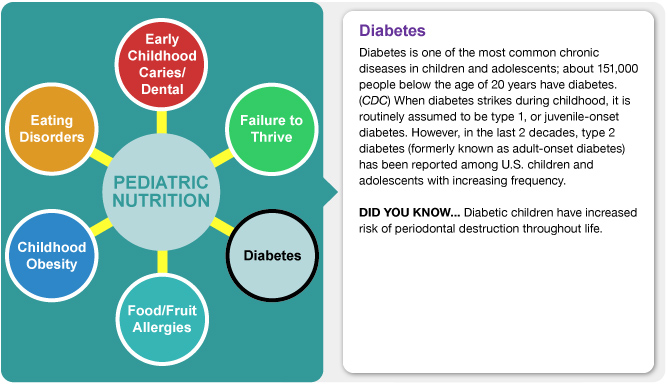 Early
Childhood
Caries/
Dental
Eating
Disorders
Failure to
Thrive
PEDIATRIC
NUTRITION
Childhood
Obesity
Diabetes
Food/Fruit
Allergies
Diabetes
Diabetes is one of the most common chronic
diseases in children and adolescents; about 151,000
people below the age of 20 years have diabetes.
(CDC) When diabetes strikes during childhood, it is
routinely assumed to be type 1, or juvenile-onset
diabetes. However, in the last 2 decades, type 2
diabetes (formerly known as adult-onset diabetes)
has been reported among U.S. children and
adolescents with increasing frequency.
DID YOU KNOW... Diabetic children have increased
risk of periodontal destruction throughout life.